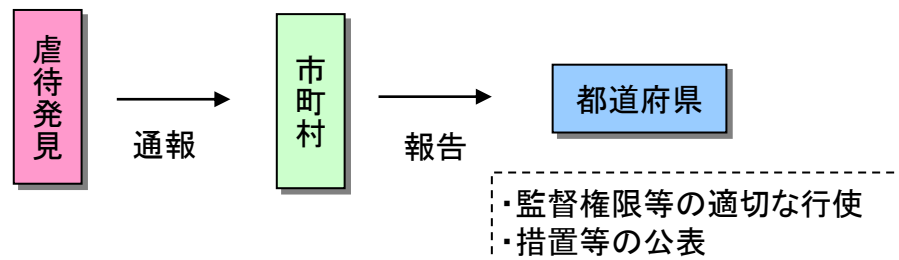 虐待発見
通報
市町村
報告
都道府県
・監督権限等の適切な行使
・措置等の公表